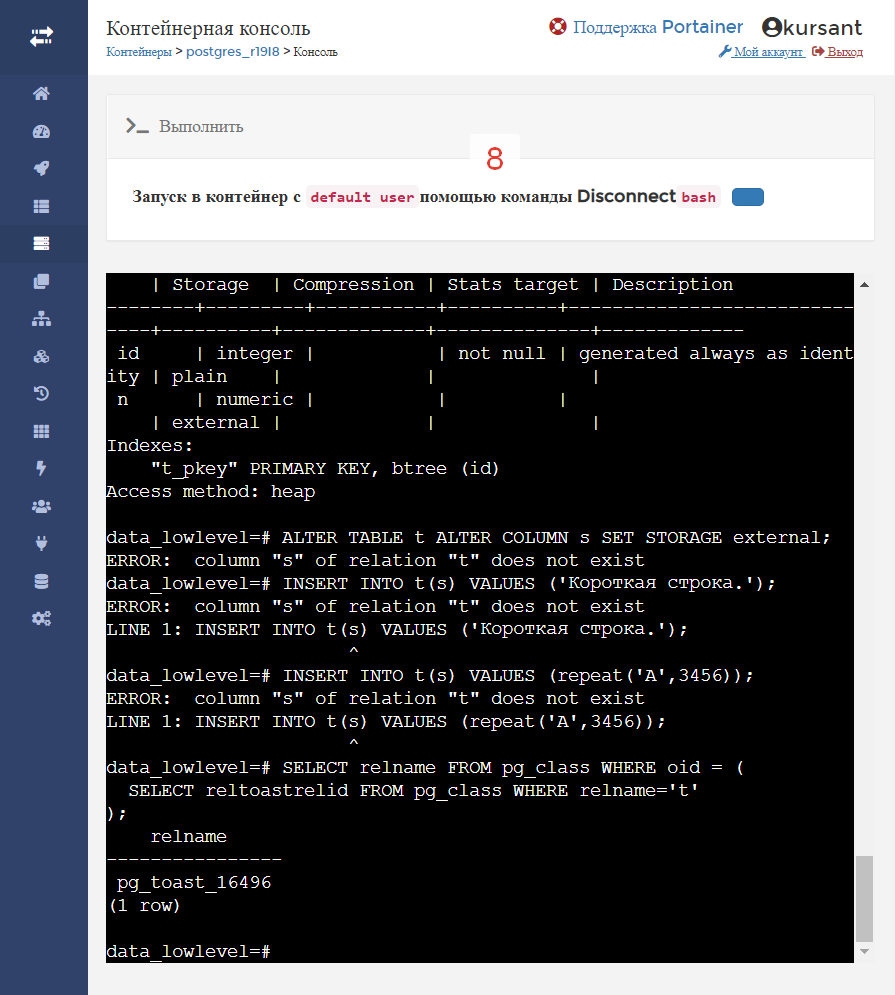 Контейнерная консоль
Поддержка Portainer
kursant
Контейнеры > postgres_r1918 > Консоль
Мой аккаунт
Выход
Выполнить
8
Запуск в контейнер с default user помощью команды Disconnect bash
    | Storage  | Compression | Stats target | Description
--------+---------+-----------+----------+--------------------------
----+----------+-------------+--------------+-------------
 id     | integer |           | not null | generated always as ident
ity | plain    |             |              |
 n      | numeric |           |          |
    | external |             |              |
Indexes:
    "t_pkey" PRIMARY KEY, btree (id)
Access method: heap
data_lowlevel=# ALTER TABLE t ALTER COLUMN s SET STORAGE external;
ERROR:  column "s" of relation "t" does not exist
data_lowlevel=# INSERT INTO t(s) VALUES ('Короткая строка.');
ERROR:  column "s" of relation "t" does not exist
LINE 1: INSERT INTO t(s) VALUES ('Короткая строка.');
                      ^
data_lowlevel=# INSERT INTO t(s) VALUES (repeat('A',3456));
ERROR:  column "s" of relation "t" does not exist
LINE 1: INSERT INTO t(s) VALUES (repeat('A',3456));
                      ^
data_lowlevel=# SELECT relname FROM pg_class WHERE oid = (
  SELECT reltoastrelid FROM pg_class WHERE relname='t'
);
    relname
----------------
 pg_toast_16496
(1 row)
data_lowlevel=#